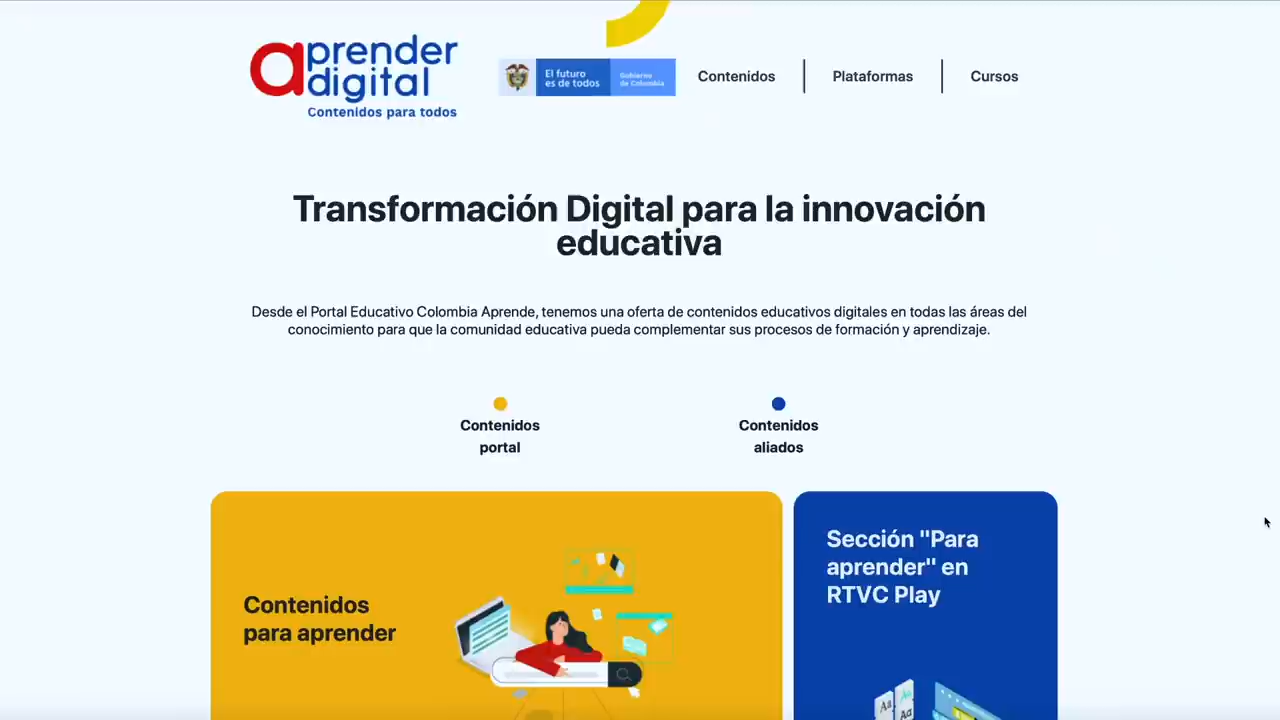 aprender
digital
Contenidos para todos
El futuro
es de todos
Gobierno
de Colombia
Contenidos
Plataformas
Cursos
Transformación Digital para la innovación
educativa
Desde el Portal Educativo Colombia Aprende, tenemos una oferta de contenidos educativos digitales en todas las áreas del
conocimiento para que la comunidad educativa pueda complementar sus procesos de formación y aprendizaje.
Contenidos
portal
Contenidos
aliados
Contenidos
para aprender
Sección "Para
aprender" en
RTVC Play
Aa
Aa
Aa